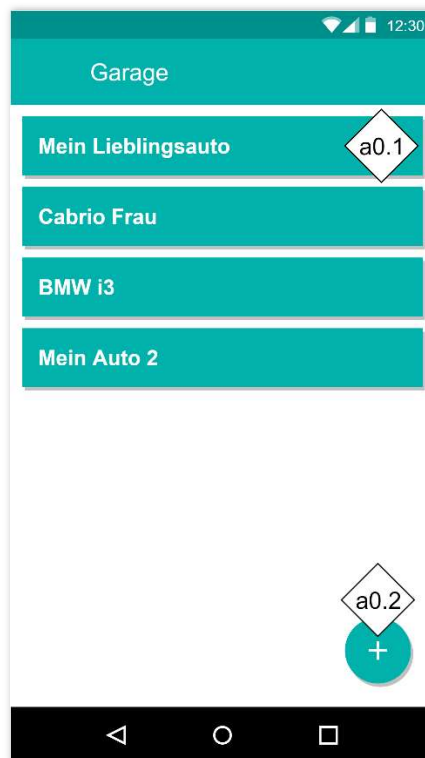 12:30
Garage
Mein Lieblingsauto
a0.1
Cabrio Frau
BMW i3
Mein Auto 2
a0.2
+